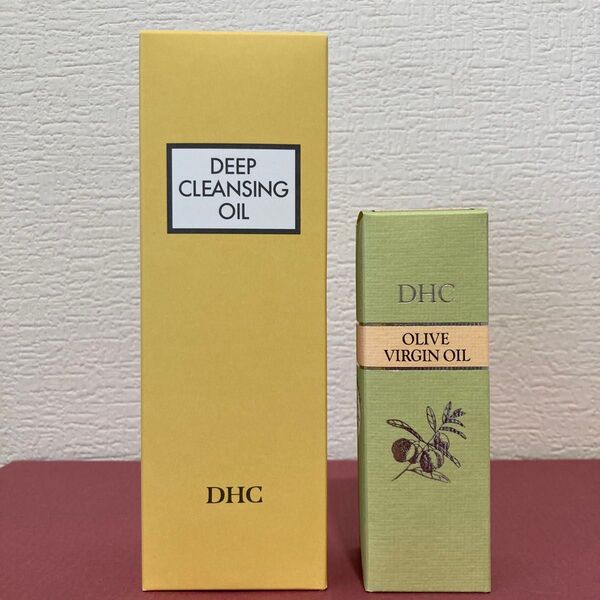 DEEP
CLEANSING
OIL
DHC
DHC
OLIVE
VIRGIN OIL